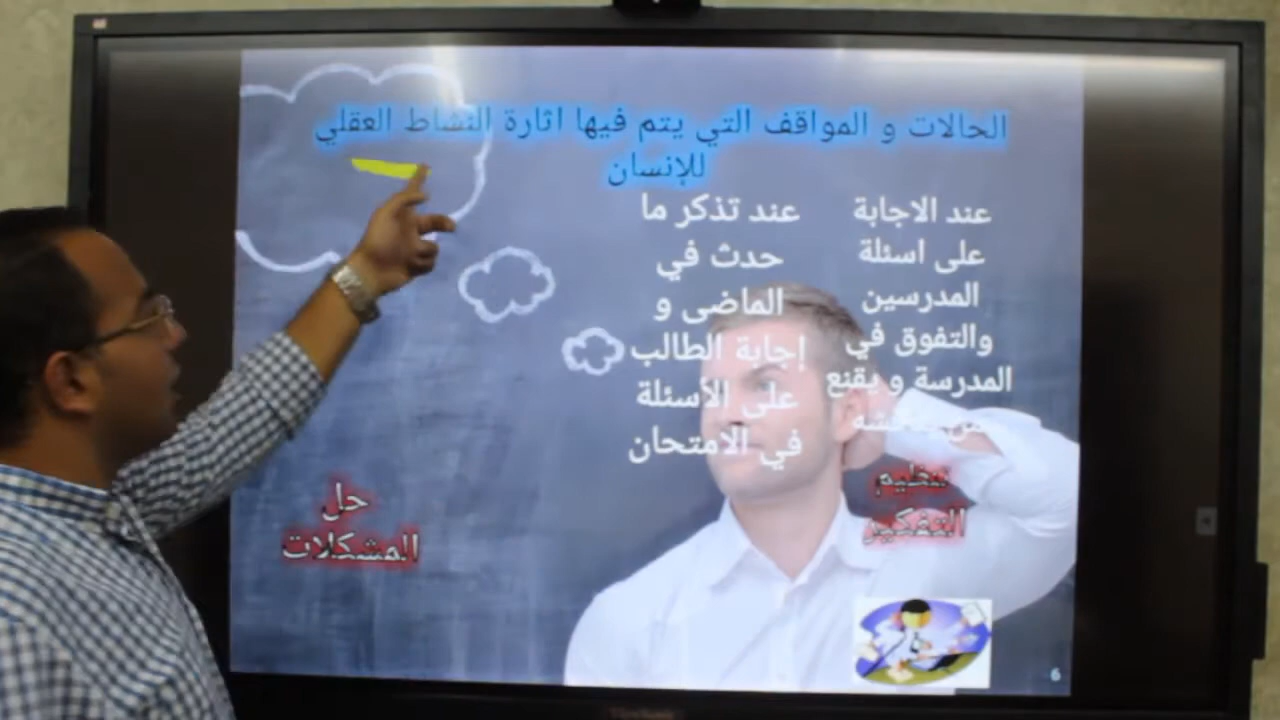 الحالات و المواقف التي يتم فيها اثارة النشاط العقلي
للإنسان
عند الاجابة
على اسئلة
المدرسين
والتفوق في
المدرسة و يقنع
عند تذكر ما
حدث في
الماضى و
إجابة الطالب
على الأسئلة
في الامتحان
تنظيم
التفكير
حل
المشكلات
6